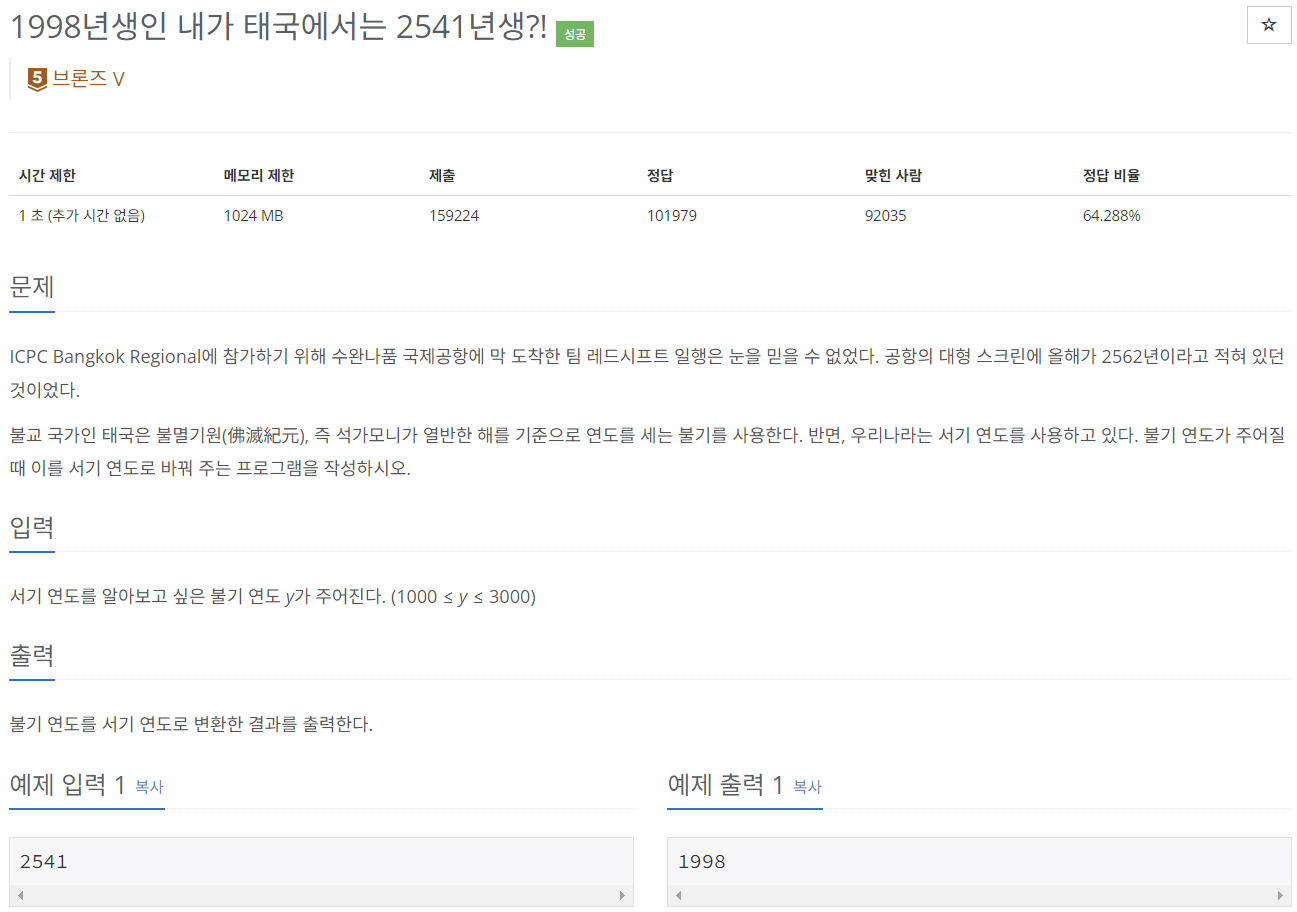 1998년생인 내가 태국에서는 2541년생?! 성공
☆
5 브론즈 V
시간 제한 메모리 제한 제출 정답 맞힌 사람 정답 비율
1 초 (추가 시간 없음) 1024 MB 159224 101979 92035 64.288%
문제
ICPC Bangkok Regional에 참가하기 위해 수완나품 국제공항에 막 도착한 팀 레드시프트 일행은 눈을 믿을 수 없었다. 공항의 대형 스크린에 올해가 2562년이라고 적혀 있던
것이었다.
불교 국가인 태국은 불멸기원(佛滅紀元), 즉 석가모니가 열반한 해를 기준으로 연도를 세는 불기를 사용한다. 반면, 우리나라는 서기 연도를 사용하고 있다. 불기 연도가 주어질
때 이를 서기 연도로 바꿔 주는 프로그램을 작성하시오.
입력
서기 연도를 알아보고 싶은 불기 연도 y가 주어진다. (1000 ≤ y ≤ 3000)
출력
불기 연도를 서기 연도로 변환한 결과를 출력한다.
예제 입력 1 복사
2541
예제 출력 1 복사
1998